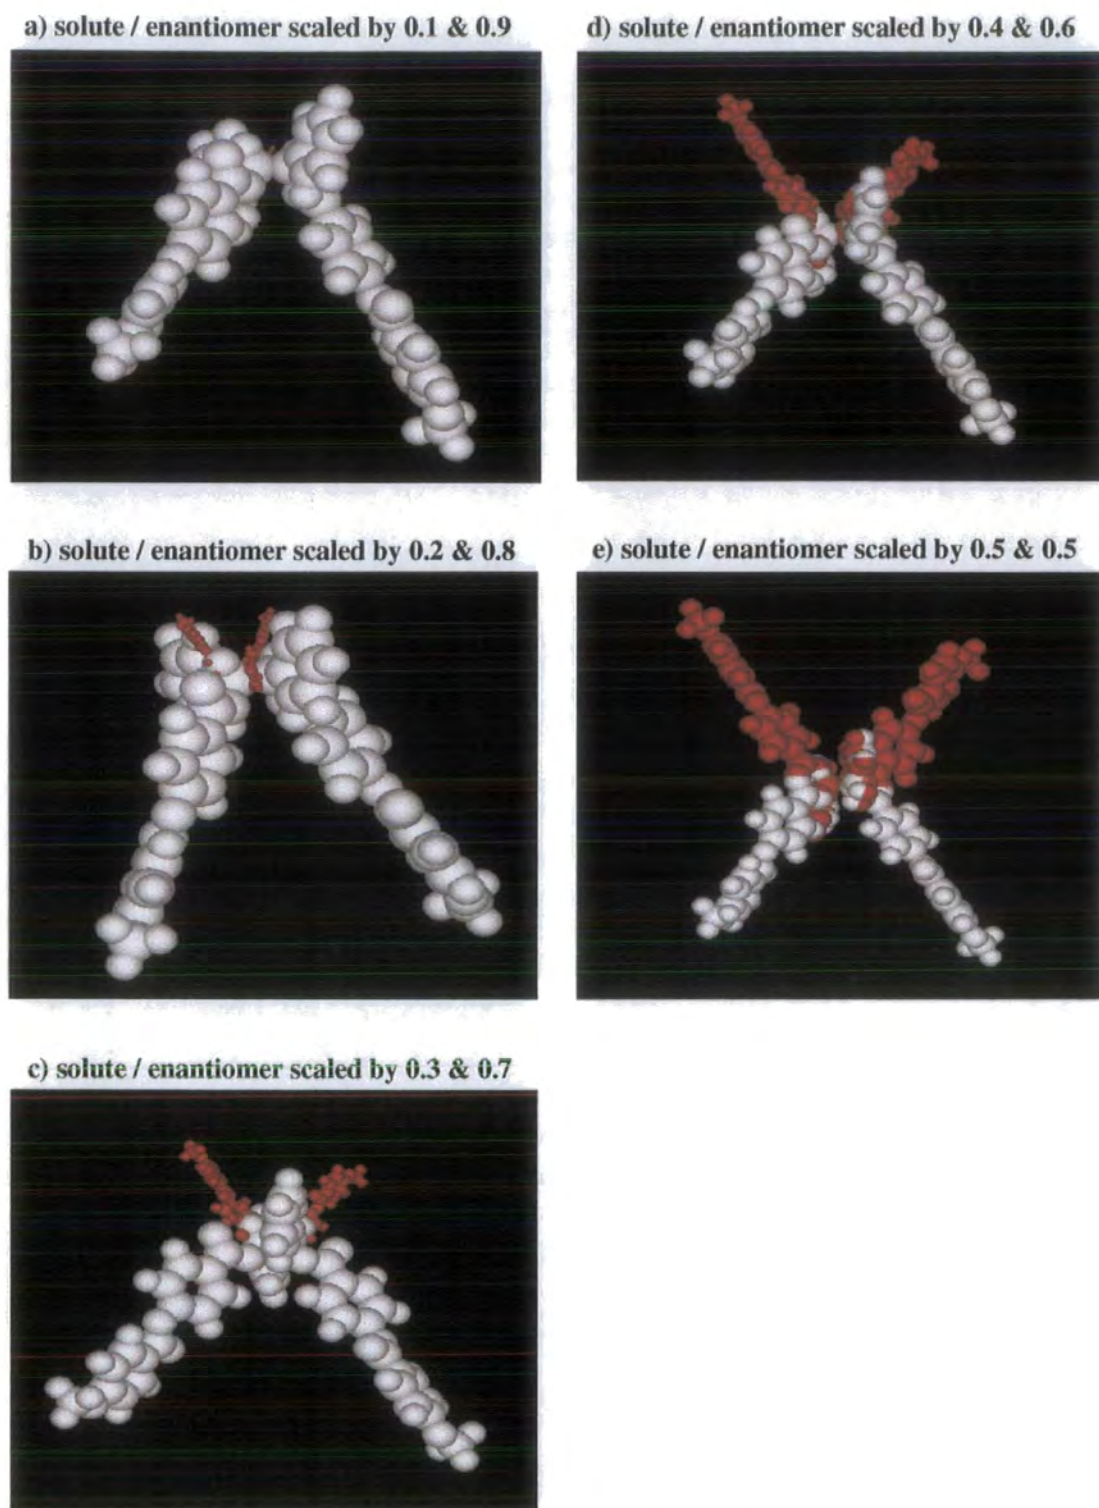 a) solute / enantiomer scaled by 0.1 & 0.9
b) solute / enantiomer scaled by 0.2 & 0.8
c) solute / enantiomer scaled by 0.3 & 0.7
d) solute / enantiomer scaled by 0.4 & 0.6
e) solute / enantiomer scaled by 0.5 & 0.5